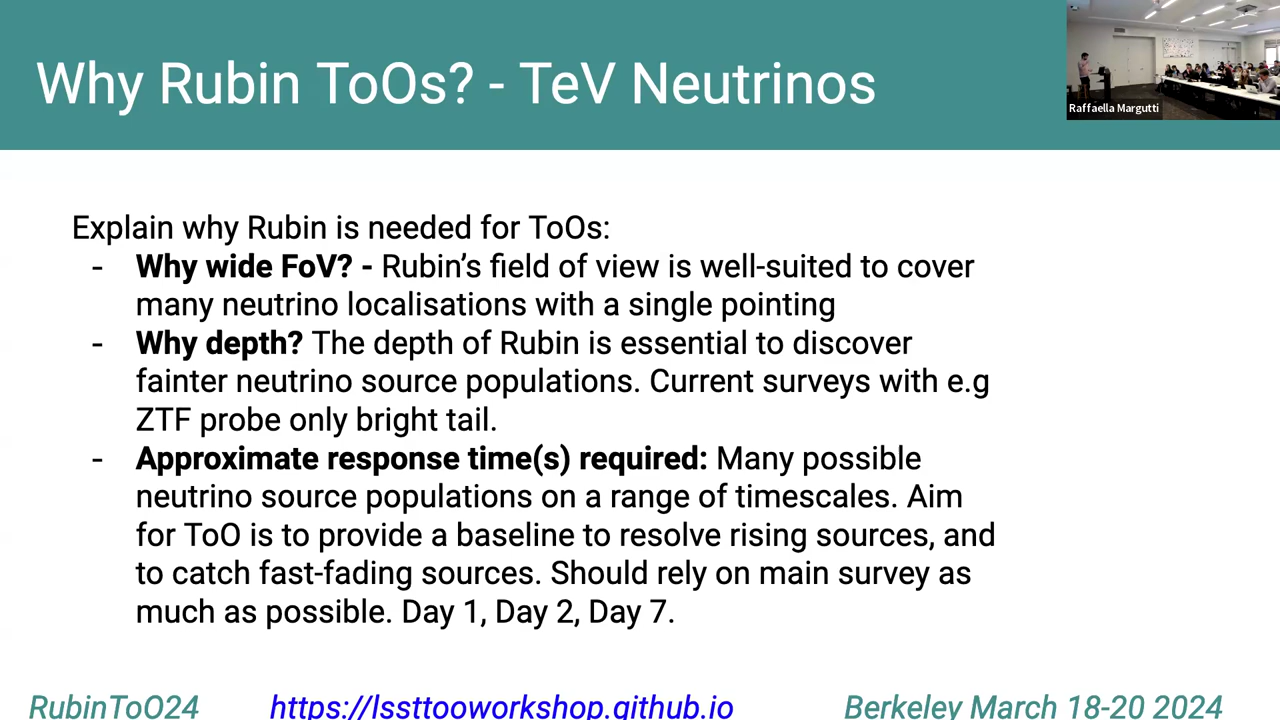 Why Rubin ToOs? - TeV Neutrinos
Raffaella Margutti
Explain why Rubin is needed for ToOs:
- Why wide FoV? - Rubin's field of view is well-suited to cover
many neutrino localisations with a single pointing
- Why depth? The depth of Rubin is essential to discover
fainter neutrino source populations. Current surveys with e.g
ZTF probe only bright tail.
- Approximate response time(s) required: Many possible
neutrino source populations on a range of timescales. Aim
for ToO is to provide a baseline to resolve rising sources, and
to catch fast-fading sources. Should rely on main survey as
much as possible. Day 1, Day 2, Day 7.
RubinToO24
https://lssttooworkshop.github.io
Berkeley March 18-20 2024